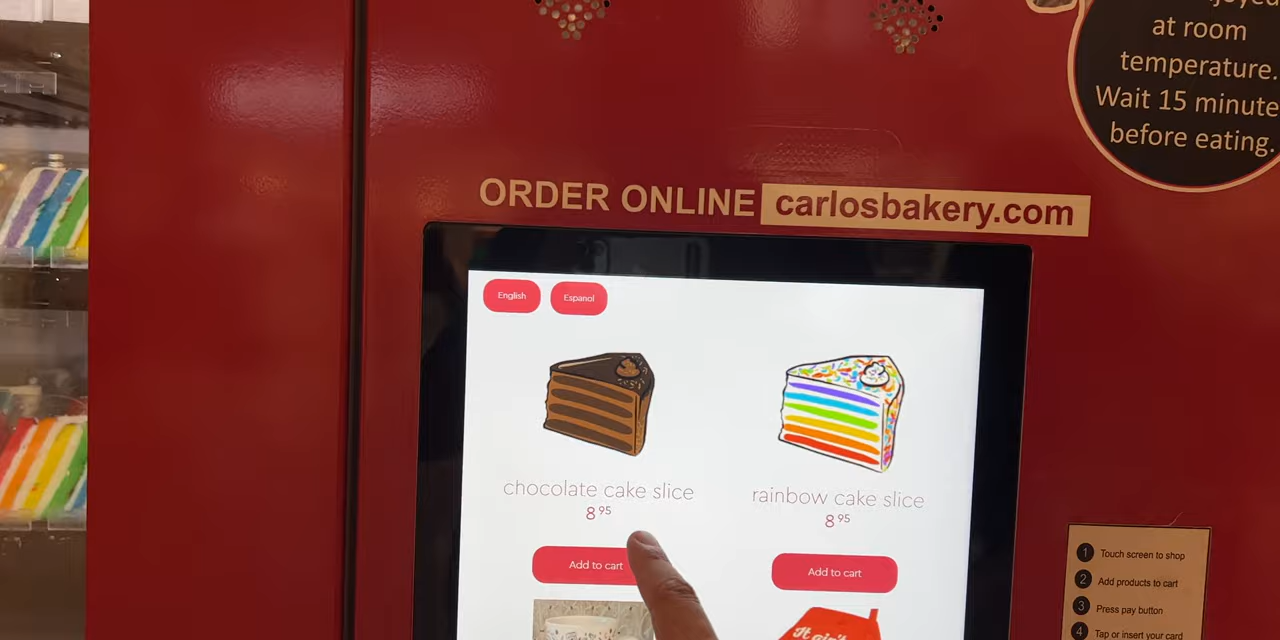 at room
temperature.
Wait 15 minute
before eating.
ORDER ONLINE carlosbakery.com
English
Espanol
chocolate cake slice
8 95
Add to cart
rainbow cake slice
8 95
Add to cart
It ain't
1 Touch screen to shop
2 Add products to cart
3 Press pay button
4 Tap or insert your card